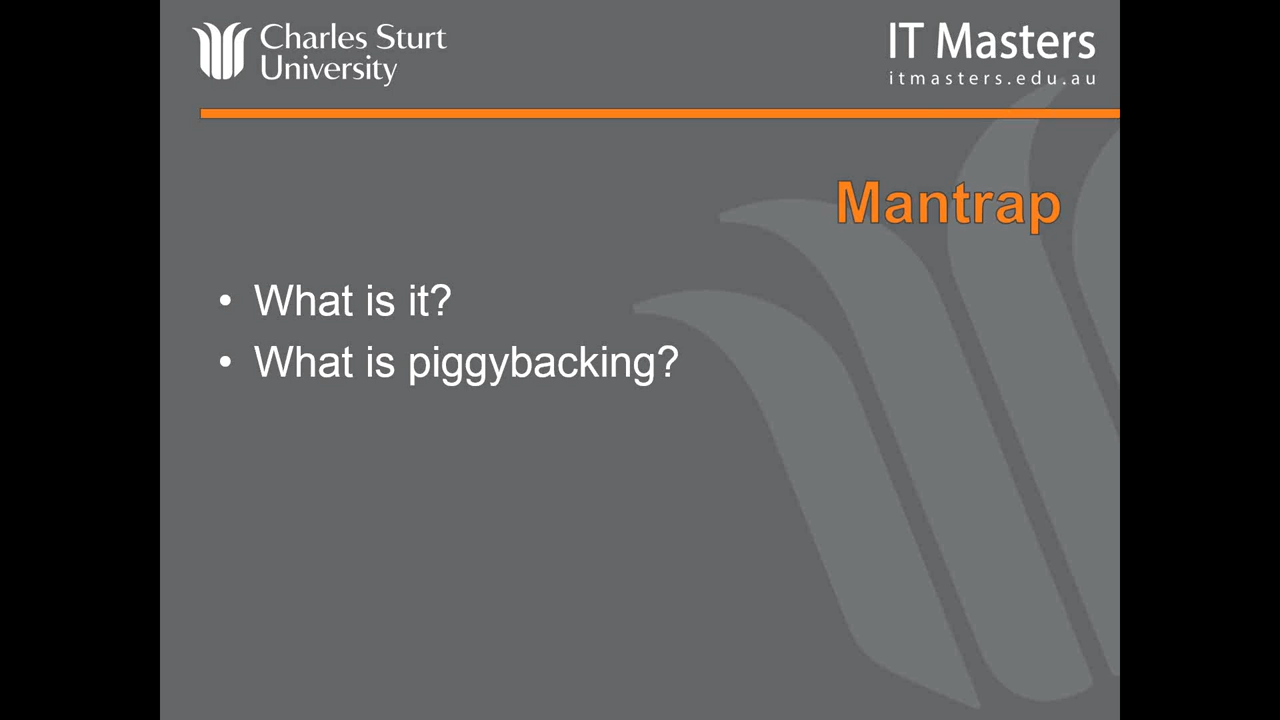 Charles Sturt
University
IT Masters
itmasters.edu.au
Mantrap
• What is it?
• What is piggybacking?